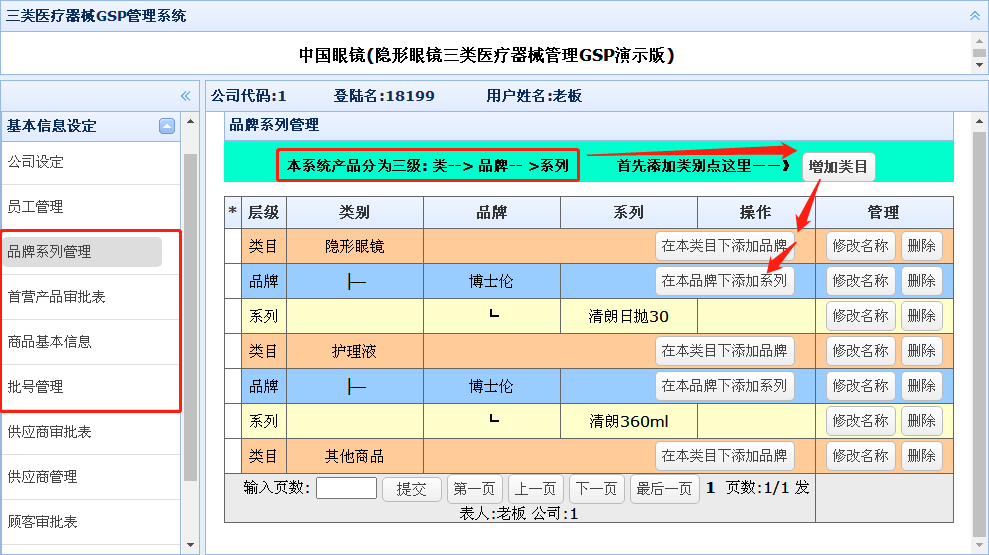 三类医疗器械GSP管理系统
中国眼镜(隐形眼镜三类医疗器械管理GSP演示版)
基本信息设定
公司设定
员工管理
品牌系列管理
首营产品审批表
商品基本信息
批号管理
供应商审批表
供应商管理
顾客审批表
公司代码:1 登陆名:18199 用户姓名:老板
品牌系列管理
本系统产品分为三级: 类--> 品牌-- >系列 首先添加类别点这里－－》 增加类目
* 层级 类别 品牌 系列 操作 管理
类目 隐形眼镜 在本类目下添加品牌 修改名称 删除
品牌 ├─ 博士伦 在本品牌下添加系列 修改名称 删除
系列 ┗ 清朗日抛30 修改名称 删除
类目 护理液 在本类目下添加品牌 修改名称 删除
品牌 ├─ 博士伦 在本品牌下添加系列 修改名称 删除
系列 ┗ 清朗360ml 修改名称 删除
类目 其他商品 在本类目下添加品牌 修改名称 删除
输入页数: 提交 第一页 上一页 下一页 最后一页 1 页数:1/1 发
表人:老板 公司:1